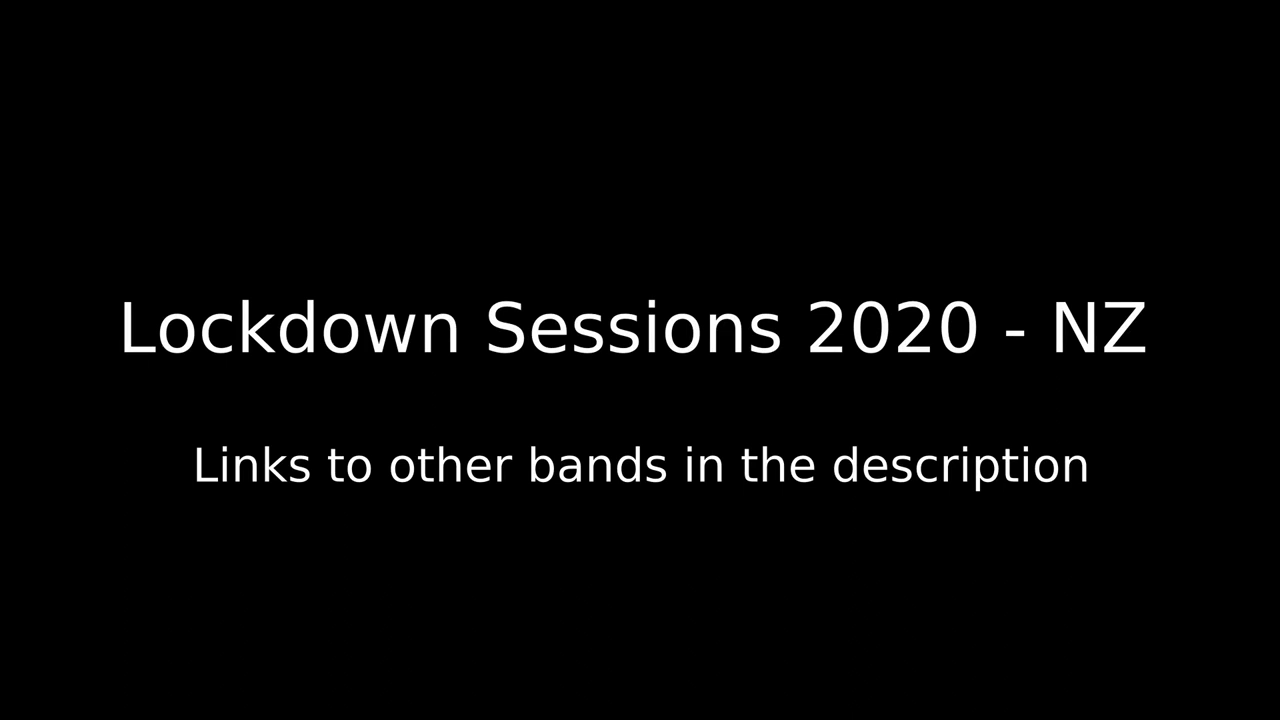 Lockdown Sessions 2020 - NZ
Links to other bands in the description